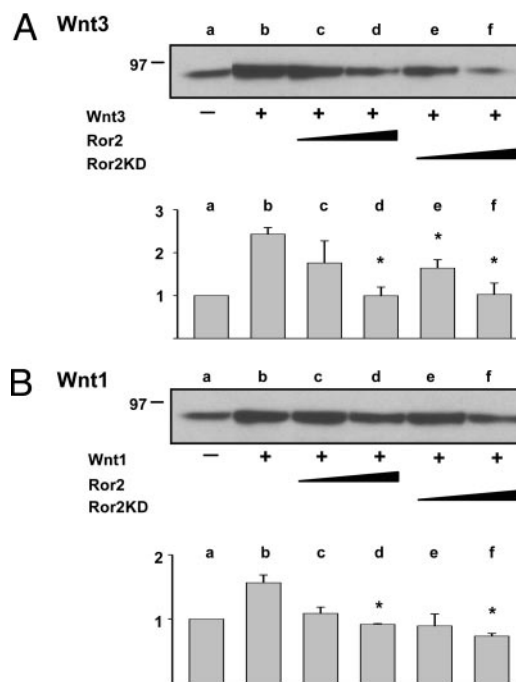 A Wnt3
a b c d e f
97
Wnt3 − + + + + +
Ror2
Ror2KD
3
a b c d e f
2
* * *
1
B Wnt1
a b c d e f
97
Wnt1 − + + + + +
Ror2
Ror2KD
2
a b c d e f
* *
1